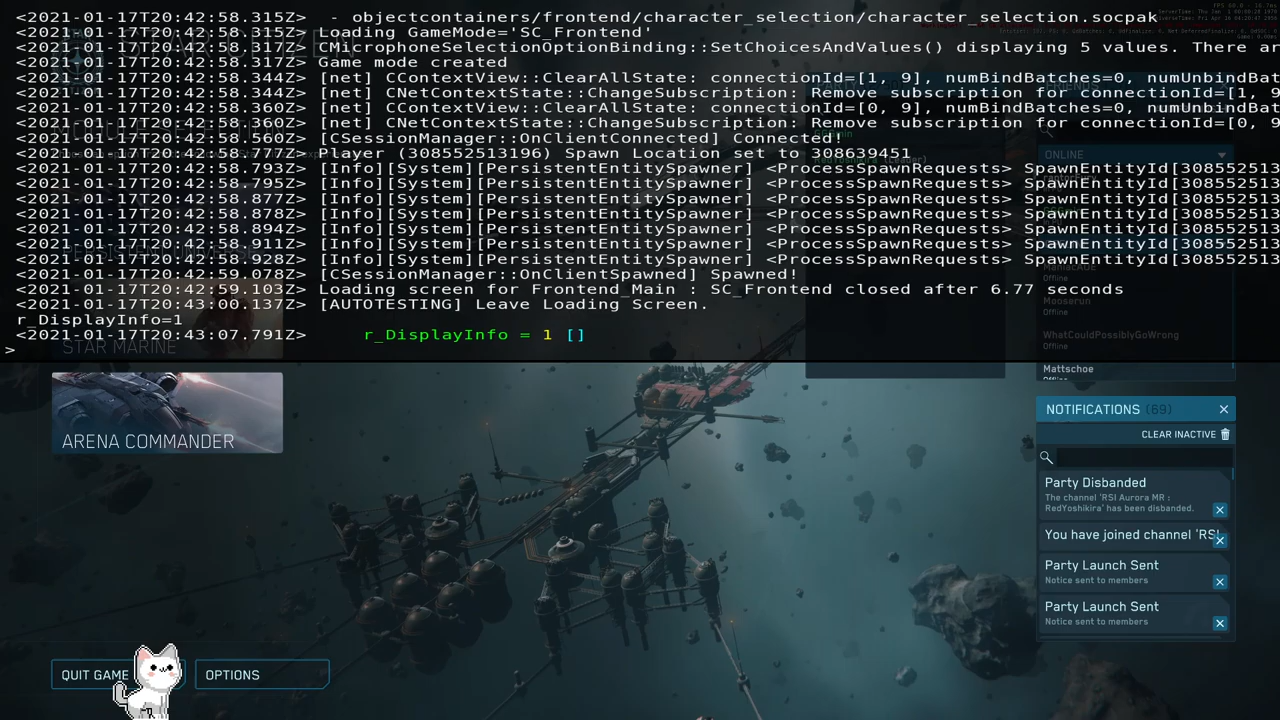 <2021-01-17T20:42:58.315Z> - objectcontainers/frontend/character_selection/character_selection.socpak
<2021-01-17T20:42:58.315Z> Loading GameMode='SC_Frontend'
<2021-01-17T20:42:58.317Z> CMicrophoneSelectionOptionBinding::SetChoicesAndValues() displaying 5 values. There ar
<2021-01-17T20:42:58.317Z> Game mode created
<2021-01-17T20:42:58.344Z> [net] CContextView::ClearAllState: connectionId=[1, 9], numBindBatches=0, numUnbindBat
<2021-01-17T20:42:58.344Z> [net] CNetContextState::ChangeSubscription: Remove subscription for connectionId=[1, 9
<2021-01-17T20:42:58.360Z> [net] CContextView::ClearAllState: connectionId=[0, 9], numBindBatches=0, numUnbindBat
<2021-01-17T20:42:58.360Z> [net] CNetContextState::ChangeSubscription: Remove subscription for connectionId=[0, 9
<2021-01-17T20:42:58.560Z> [CSessionManager::OnClientConnected] Connected!
<2021-01-17T20:42:58.777Z> Player (308552513196) Spawn Location set to 308639451
<2021-01-17T20:42:58.793Z> [Info][System][PersistentEntitySpawner] <ProcessSpawnRequests> SpawnEntityId[308552513
<2021-01-17T20:42:58.795Z> [Info][System][PersistentEntitySpawner] <ProcessSpawnRequests> SpawnEntityId[308552513
<2021-01-17T20:42:58.877Z> [Info][System][PersistentEntitySpawner] <ProcessSpawnRequests> SpawnEntityId[308552513
<2021-01-17T20:42:58.878Z> [Info][System][PersistentEntitySpawner] <ProcessSpawnRequests> SpawnEntityId[308552513
<2021-01-17T20:42:58.894Z> [Info][System][PersistentEntitySpawner] <ProcessSpawnRequests> SpawnEntityId[308552513
<2021-01-17T20:42:58.911Z> [Info][System][PersistentEntitySpawner] <ProcessSpawnRequests> SpawnEntityId[308552513
<2021-01-17T20:42:58.928Z> [Info][System][PersistentEntitySpawner] <ProcessSpawnRequests> SpawnEntityId[308552513
<2021-01-17T20:42:59.078Z> [CSessionManager::OnClientSpawned] Spawned!
<2021-01-17T20:42:59.103Z> Loading screen for Frontend_Main : SC_Frontend closed after 6.77 seconds
<2021-01-17T20:43:00.137Z> [AUTOTESTING] Leave Loading Screen.
r_DisplayInfo=1
<2021-01-17T20:43:07.791Z> r_DisplayInfo = 1 []
>
STAR MARINE
ARENA COMMANDER
QUIT GAME
OPTIONS
ONLINE
ManiacADE
Offline
Mooserun
Offline
WhatCouldPossiblyGoWrong
Offline
Mattschoe
Offline
NOTIFICATIONS (69)
CLEAR INACTIVE
Party Disbanded
The channel 'RSI Aurora MR :
RedYoshikira' has been disbanded.
You have joined channel 'RSI
Party Launch Sent
Notice sent to members
Party Launch Sent
Notice sent to members